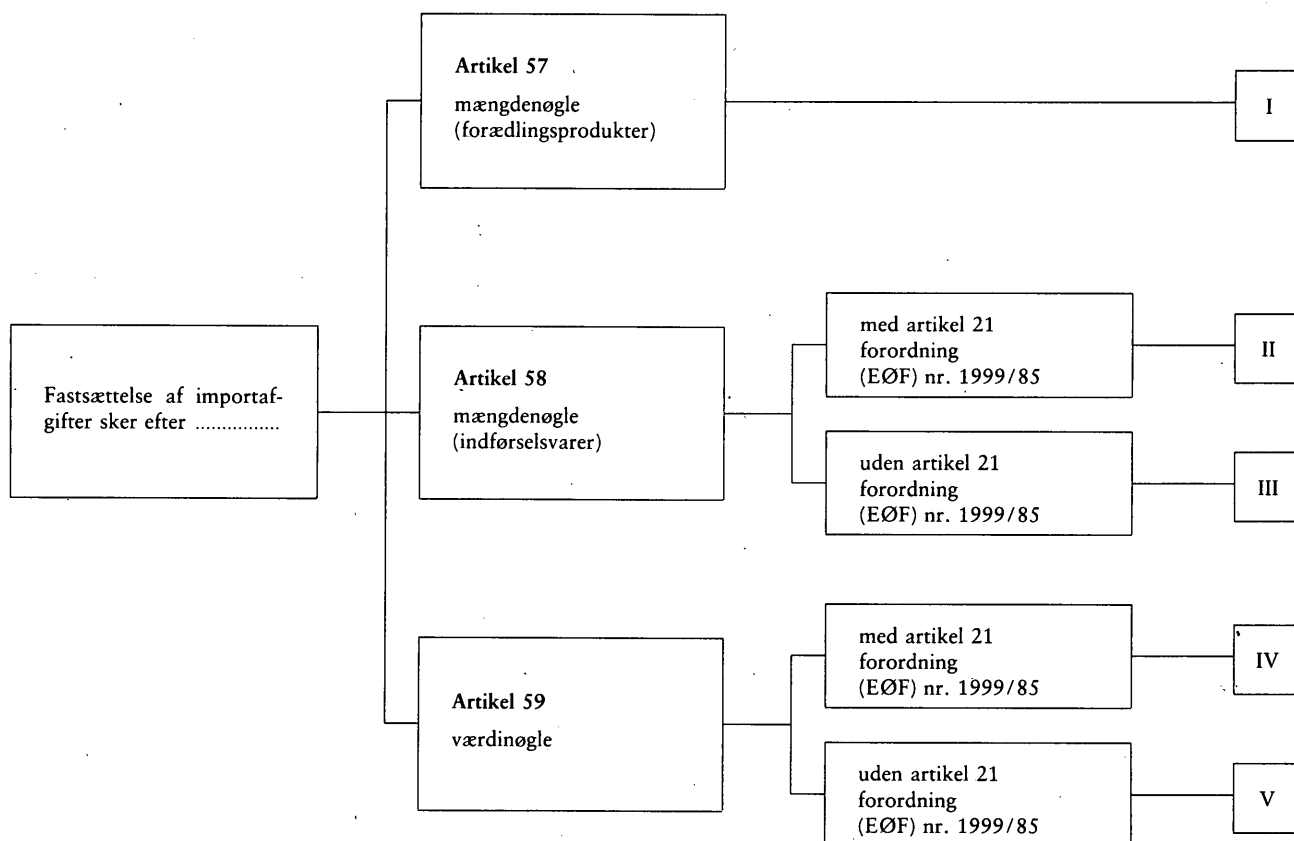 Artikel 57
mængdenøgle
(forædlingsprodukter)
I
Fastsættelse af importaf-
gifter sker efter ................
Artikel 58
mængdenøgle
(indførselsvarer)
med artikel 21
forordning
(EØF) nr. 1999/85
II
uden artikel 21
forordning
(EØF) nr. 1999/85
III
Artikel 59
værdinøgle
med artikel 21
forordning
(EØF) nr. 1999/85
IV
uden artikel 21
forordning
(EØF) nr. 1999/85
V